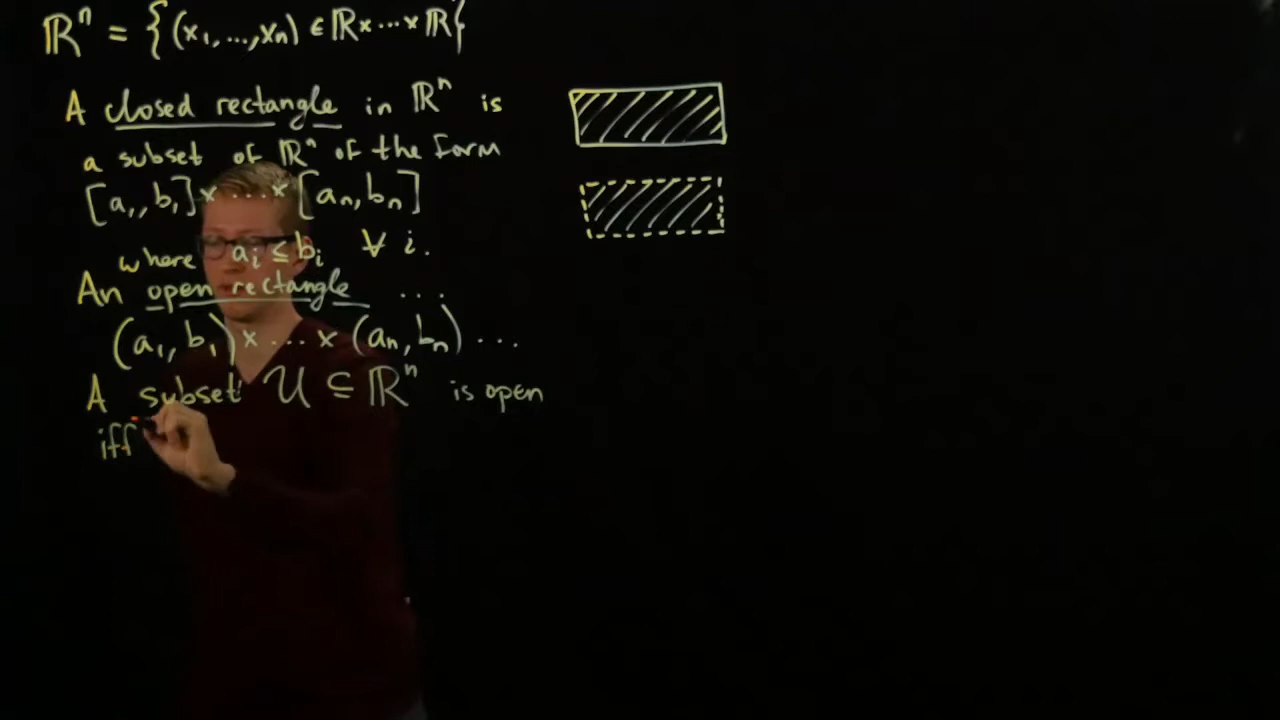 ℝⁿ = {(x₁, ..., xₙ) ∈ ℝ × ··· × ℝ}
A closed rectangle in ℝⁿ is
a subset of ℝⁿ of the form
[a₁, b₁] × ··· × [aₙ, bₙ]
where aᵢ ≤ bᵢ ∀ i.
An open rectangle ...
(a₁, b₁) × ... × (aₙ, bₙ) ...
A subset U ⊆ ℝⁿ is open
iff